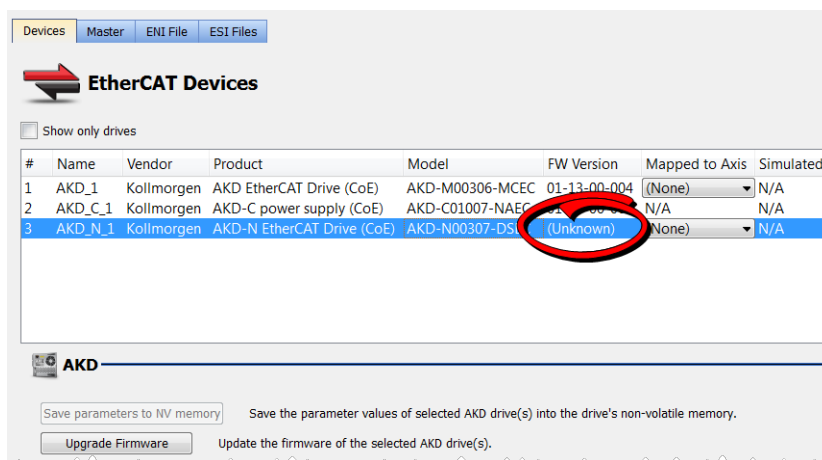 Devices Master ENI File ESI Files
EtherCAT Devices
Show only drives
# Name Vendor Product Model FW Version Mapped to Axis Simulated
1 AKD_1 Kollmorgen AKD EtherCAT Drive (CoE) AKD-M00306-MCEC 01-13-00-004 (None) N/A
2 AKD_C_1 Kollmorgen AKD-C power supply (CoE) AKD-C01007-NAEC N/A N/A
3 AKD_N_1 Kollmorgen AKD-N EtherCAT Drive (CoE) (Unknown) (None) N/A
AKD
Save parameters to NV memory Save the parameter values of selected AKD drive(s) into the drive's non-volatile memory.
Upgrade Firmware Update the firmware of the selected AKD drive(s).